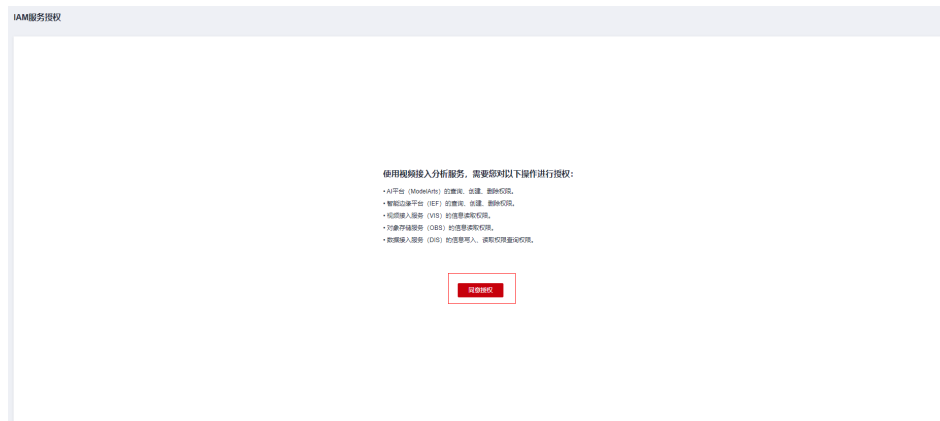 IAM服务授权
使用视频接入分析服务，需要您对以下操作进行授权：
• AI平台（ModelArts）的查询、创建、删除权限。
• 智能边缘平台（IEF）的查询、创建、删除权限。
• 视频接入服务（VIS）的信息读取权限。
• 对象存储服务（OBS）的信息读取权限。
• 数据接入服务（DIS）的信息写入、读取权限查询权限。
同意授权